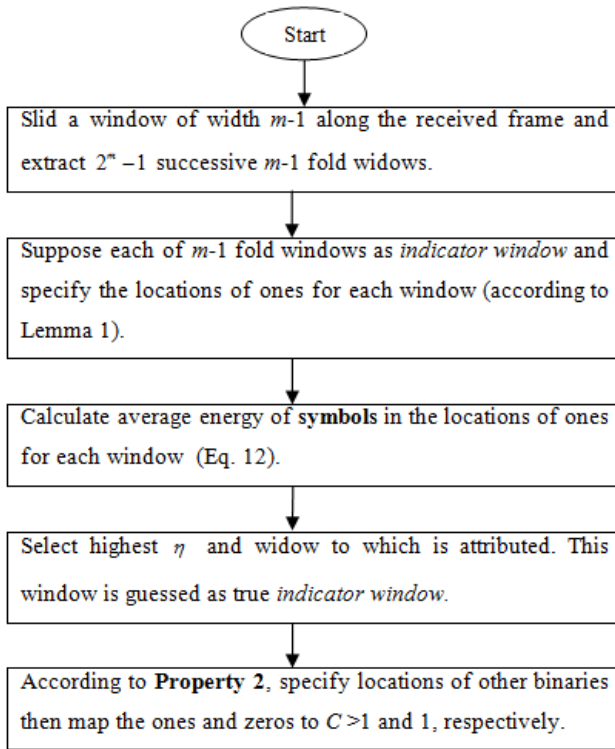 Start
Slid a window of width m-1 along the received frame and
extract 2^m −1 successive m-1 fold widows.
Suppose each of m-1 fold windows as indicator window and
specify the locations of ones for each window (according to
Lemma 1).
Calculate average energy of symbols in the locations of ones
for each window (Eq. 12).
Select highest η and widow to which is attributed. This
window is guessed as true indicator window.
According to Property 2, specify locations of other binaries
then map the ones and zeros to C >1 and 1, respectively.